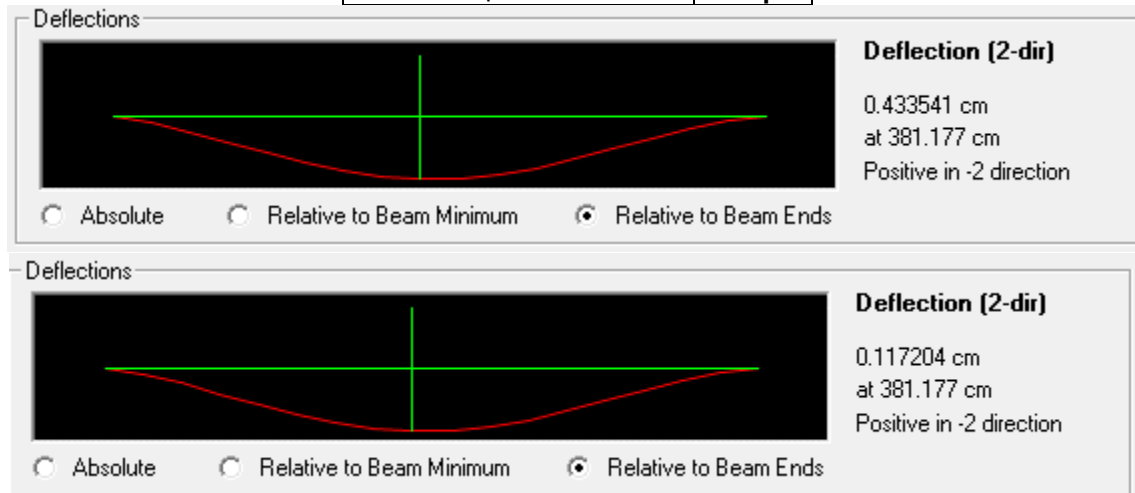 Deflections
Deflection (2-dir)
0.433541 cm
at 381.177 cm
Positive in -2 direction
Absolute Relative to Beam Minimum Relative to Beam Ends
Deflections
Deflection (2-dir)
0.117204 cm
at 381.177 cm
Positive in -2 direction
Absolute Relative to Beam Minimum Relative to Beam Ends